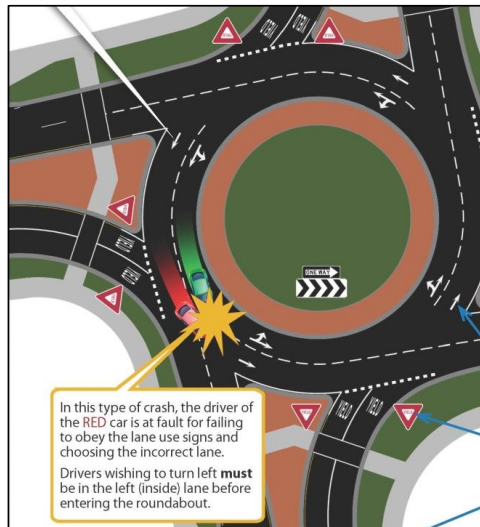 YIELD
YIELD
YIELD
YIELD
ONE WAY
YIELD
YIELD
In this type of crash, the driver of
the RED car is at fault for failing
to obey the lane use signs and
choosing the incorrect lane.
Drivers wishing to turn left must
be in the left (inside) lane before
entering the roundabout.